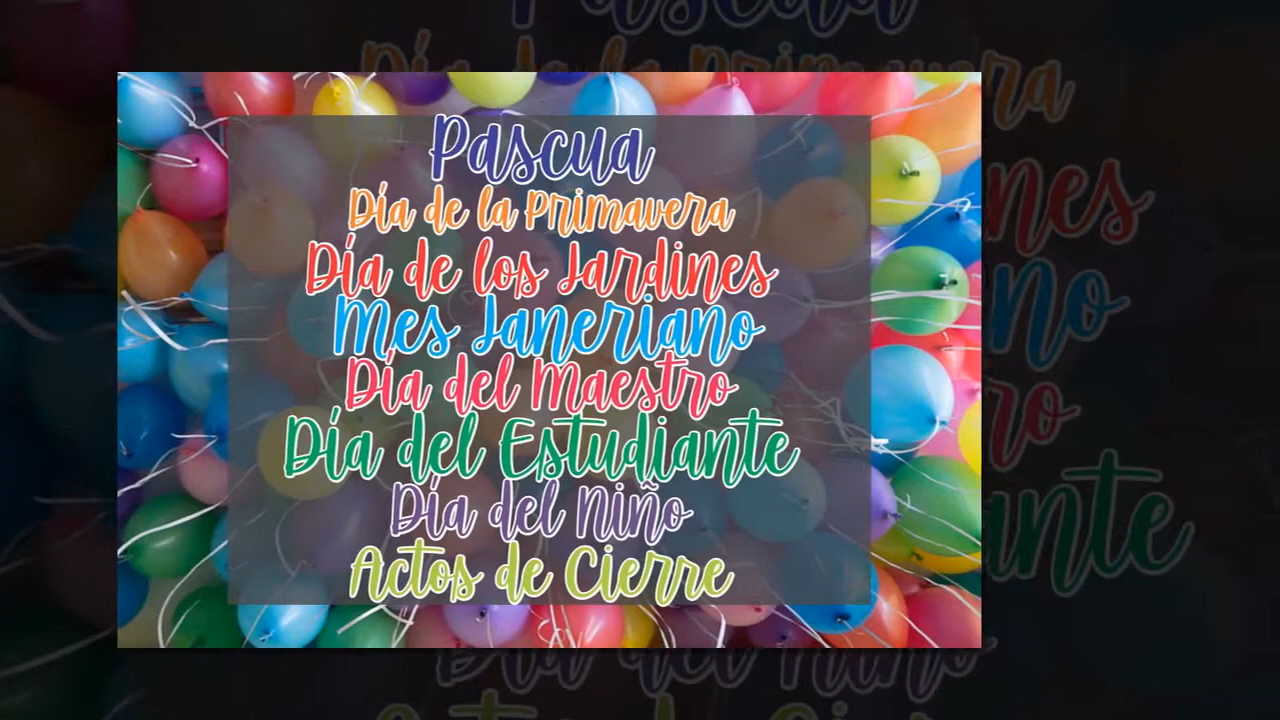 Pascua
Día de la Primavera
Día de los Jardines
Mes Janeriano
Día del Maestro
Día del Estudiante
Día del Niño
Actos de Cierre